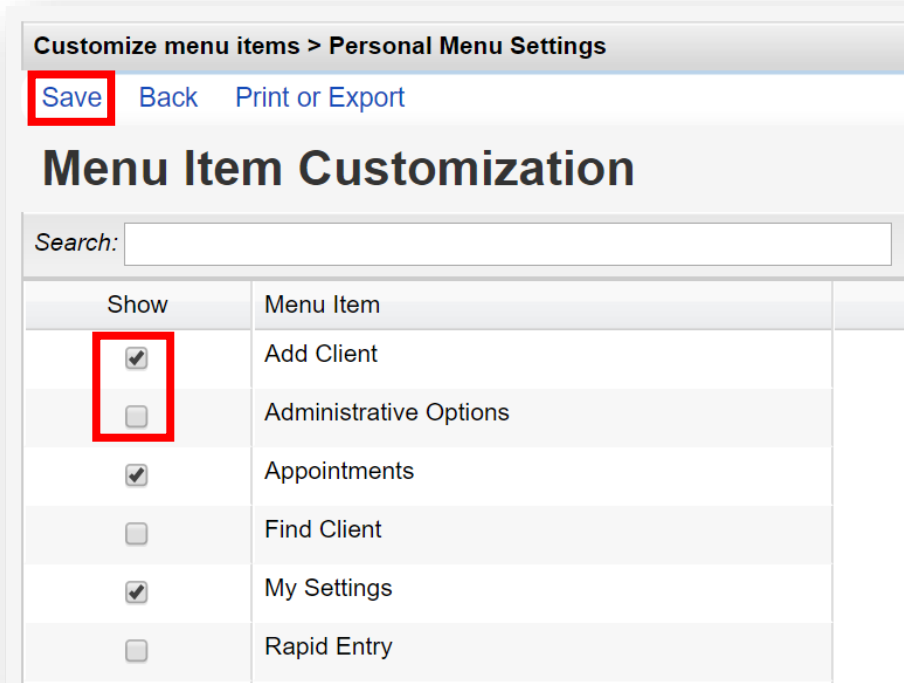 Customize menu items > Personal Menu Settings
Save Back Print or Export
Menu Item Customization
Search:
Show Menu Item
Add Client
Administrative Options
Appointments
Find Client
My Settings
Rapid Entry